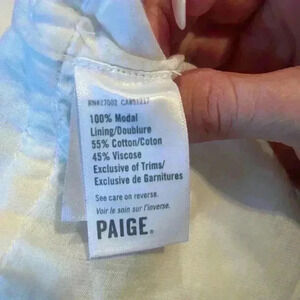 100% Modal
Lining/Doublure
55% Cotton/Coton
45% Viscose
Exclusive of Trims/
Exclusive de Garnitures
See care on reverse.
Voir le soin sur l'inverse.
PAIGE.